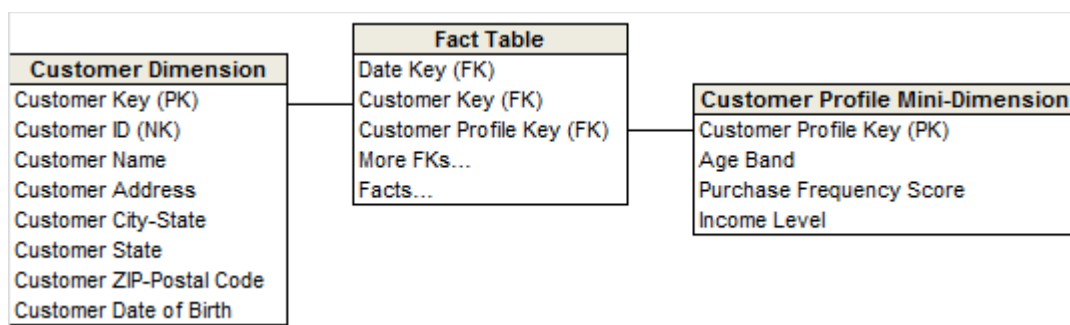 Customer Dimension
Customer Key (PK)
Customer ID (NK)
Customer Name
Customer Address
Customer City-State
Customer State
Customer ZIP-Postal Code
Customer Date of Birth
Fact Table
Date Key (FK)
Customer Key (FK)
Customer Profile Key (FK)
More FKs...
Facts...
Customer Profile Mini-Dimension
Customer Profile Key (PK)
Age Band
Purchase Frequency Score
Income Level